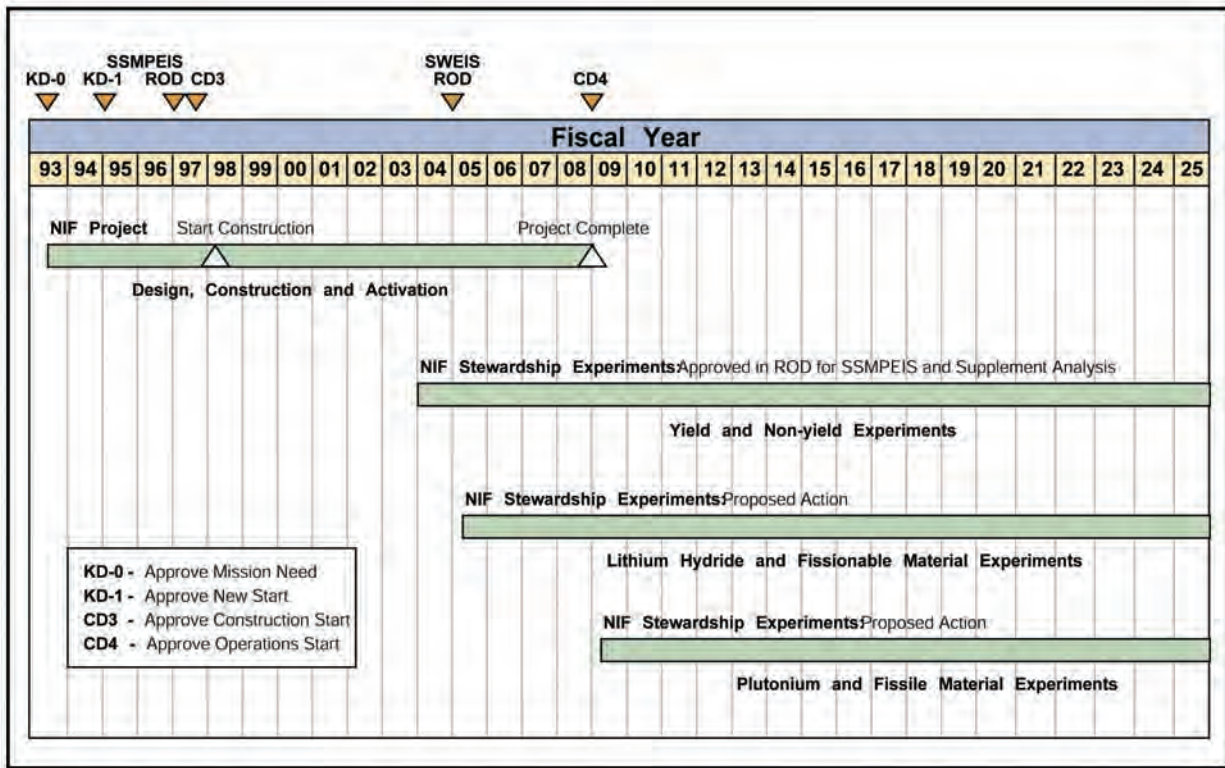 SSMPEIS SWEIS
KD-0 KD-1 ROD CD3 ROD CD4
Fiscal Year
93 94 95 96 97 98 99 00 01 02 03 04 05 06 07 08 09 10 11 12 13 14 15 16 17 18 19 20 21 22 23 24 25
NIF Project Start Construction Project Complete
Design, Construction and Activation
NIF Stewardship Experiments:Approved in ROD for SSMPEIS and Supplement Analysis
Yield and Non-yield Experiments
NIF Stewardship Experiments:Proposed Action
Lithium Hydride and Fissionable Material Experiments
KD-0 - Approve Mission Need
KD-1 - Approve New Start
CD3 - Approve Construction Start
CD4 - Approve Operations Start
NIF Stewardship Experiments:Proposed Action
Plutonium and Fissile Material Experiments